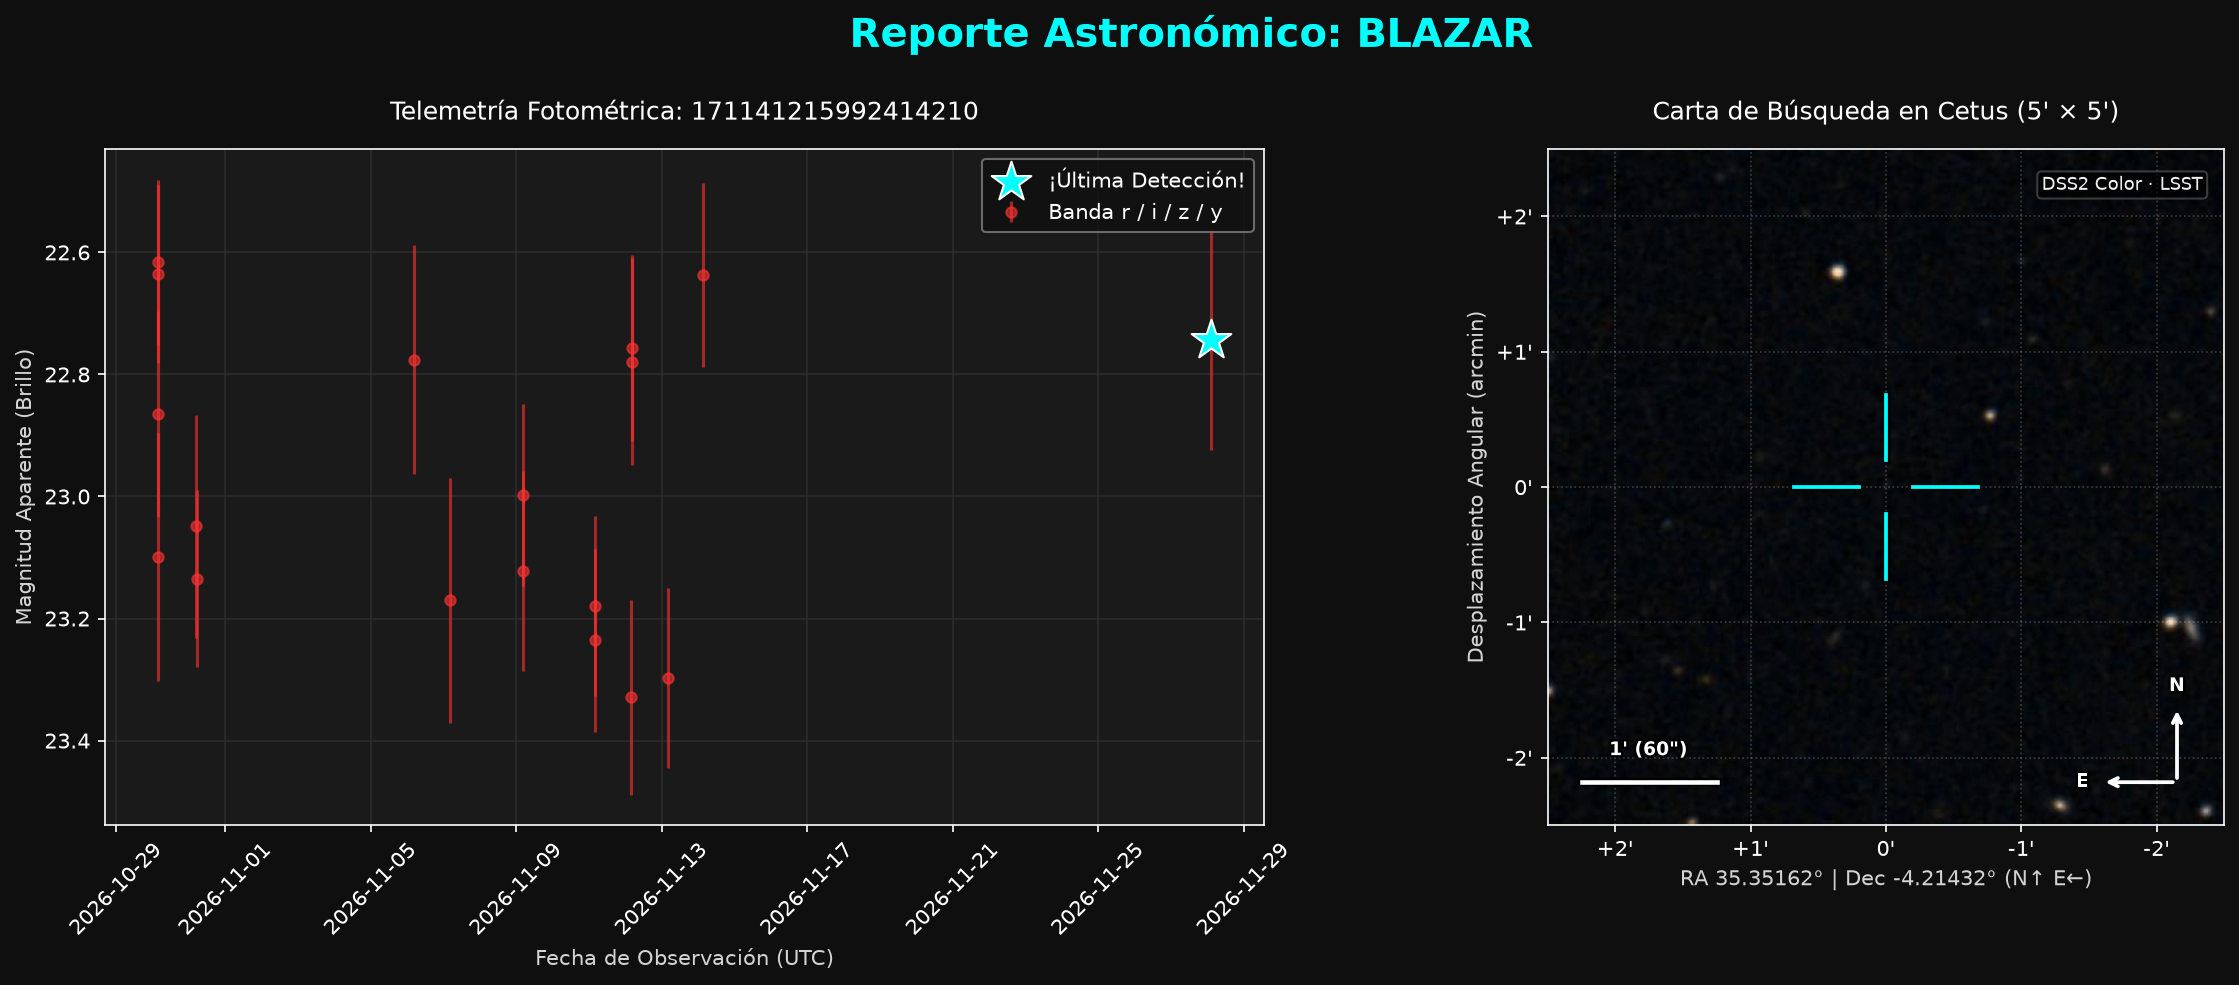 Reporte Astronómico: BLAZAR
Telemetría Fotométrica: 171141215992414210
¡Última Detección!
Banda r / i / z / y
Magnitud Aparente (Brillo)
22.6
22.8
23.0
23.2
23.4
2026-10-29
2026-11-01
2026-11-05
2026-11-09
2026-11-13
2026-11-17
2026-11-21
2026-11-25
2026-11-29
Fecha de Observación (UTC)
Carta de Búsqueda en Cetus (5' × 5')
DSS2 Color · LSST
Desplazamiento Angular (arcmin)
+2'
+1'
0'
-1'
-2'
N
E
1' (60")
+2'
+1'
0'
-1'
-2'
RA 35.35162° | Dec -4.21432° (N↑ E←)